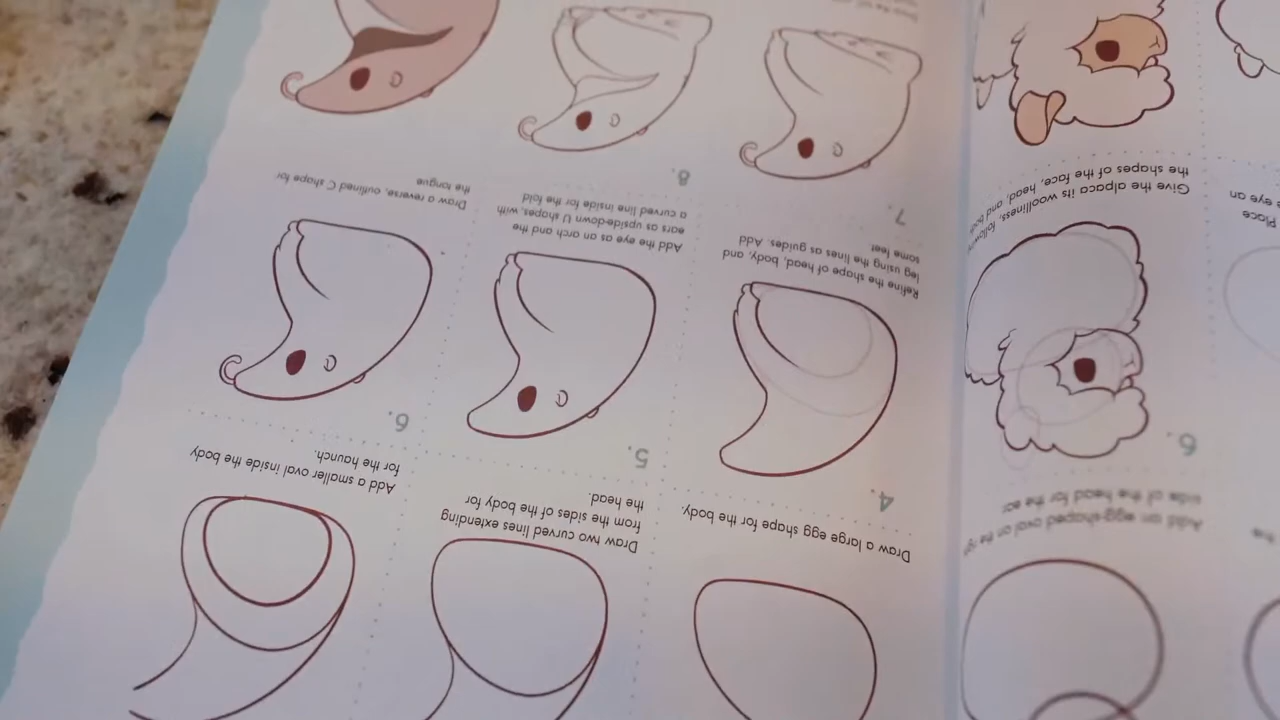 Add an egg-shaped oval on the
side of the head for the ear
6.
Give the alpaca its woolliness, following
the shapes of the face, head, and body
Place
eye an
Draw a large egg shape for the body.
Draw two curved lines extending
from the sides of the body for
the head.
Add a smaller oval inside the body
for the haunch.
4.
5.
6.
Refine the shape of head, body, and
leg using the lines as guides. Add
some feet
Add the eye as an arch and the
ears as upside-down U shapes, with
a curved line inside for the fold
Draw a reverse, outlined C shape for
the tongue
7.
8.